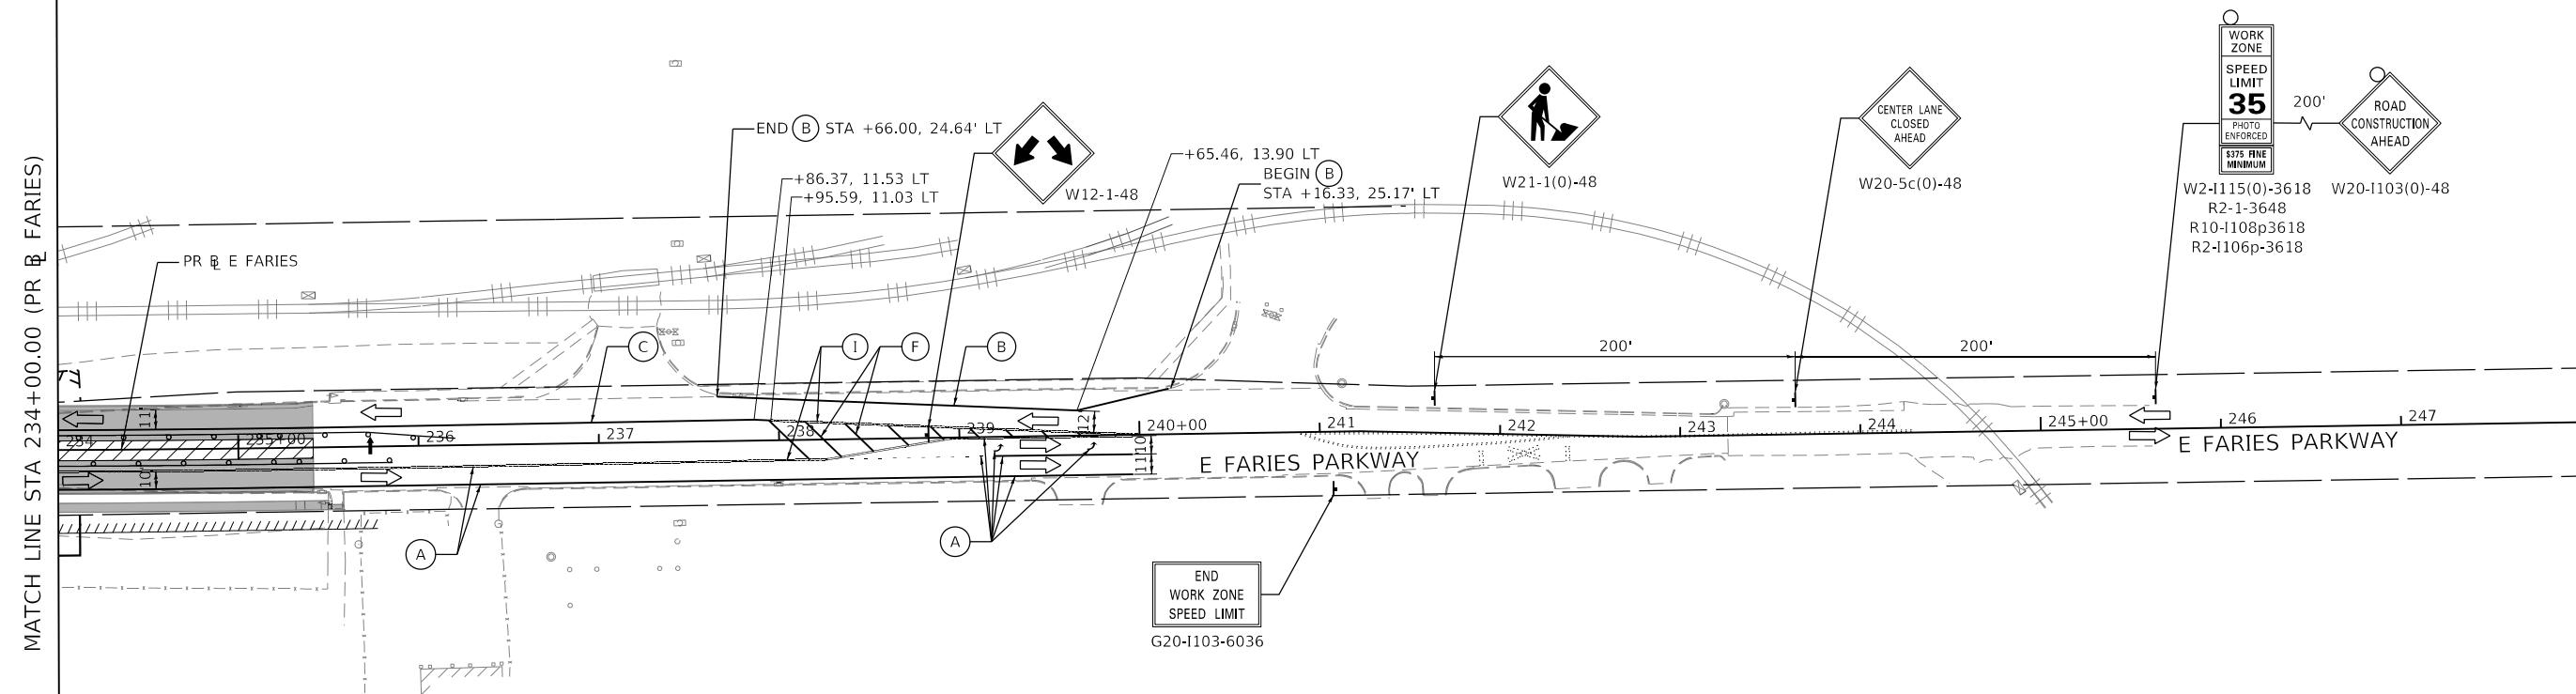 MATCH LINE STA 234+00.00 (PR ℄ FARIES)
PR ℄ E FARIES
END B STA +66.00, 24.64' LT
+86.37, 11.53 LT
+95.59, 11.03 LT
W12-1-48
+65.46, 13.90 LT
BEGIN B
STA +16.33, 25.17' LT
W21-1(0)-48
CENTER LANE
CLOSED
AHEAD
W20-5c(0)-48
WORK
ZONE
SPEED
LIMIT
35
PHOTO
ENFORCED
$375 FINE
MINIMUM
200'
ROAD
CONSTRUCTION
AHEAD
W2-I115(0)-3618
R2-1-3648
R10-I108p3618
R2-I106p-3618
W20-I103(0)-48
C
I
F
B
200'
200'
11'
10'
12'
10
11
234
235+00
236
237
238
239
240+00
241
242
243
244
245+00
246
247
E FARIES PARKWAY
E FARIES PARKWAY
A
A
END
WORK ZONE
SPEED LIMIT
G20-I103-6036